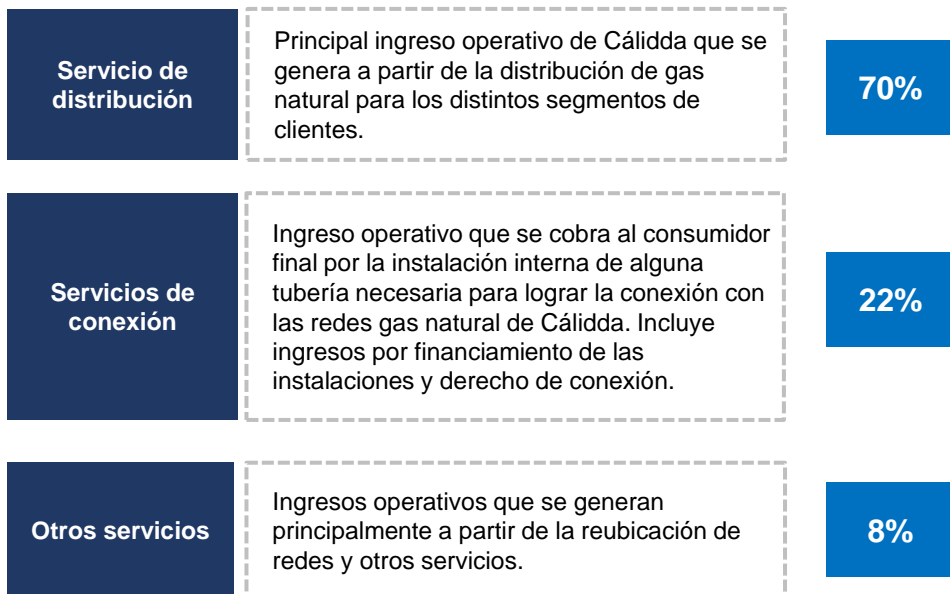 Servicio de
distribución
Principal ingreso operativo de Cálidda que se
genera a partir de la distribución de gas
natural para los distintos segmentos de
clientes.
70%
Servicios de
conexión
Ingreso operativo que se cobra al consumidor
final por la instalación interna de alguna
tubería necesaria para lograr la conexión con
las redes gas natural de Cálidda. Incluye
ingresos por financiamiento de las
instalaciones y derecho de conexión.
22%
Otros servicios
Ingresos operativos que se generan
principalmente a partir de la reubicación de
redes y otros servicios.
8%